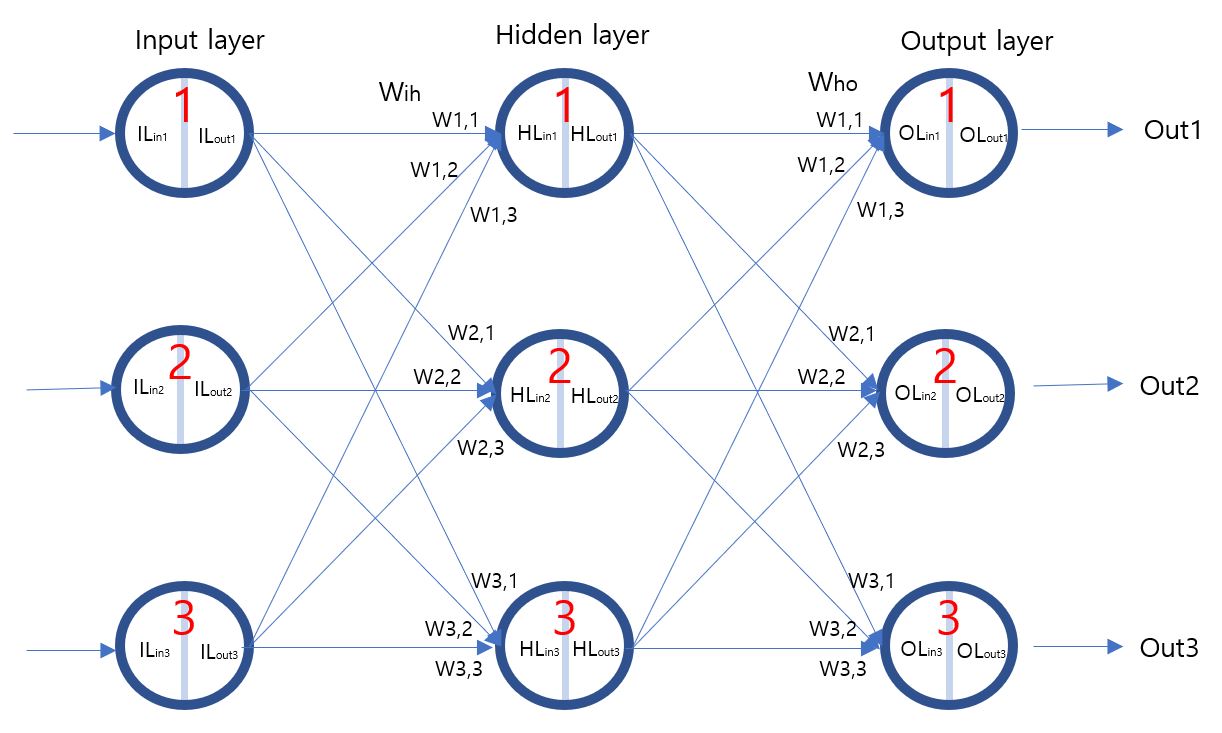 Input layer
Hidden layer
Output layer
Wih
Who
1
ILin1 ILout1
W1,1
W1,2
W1,3
1
HLin1 HLout1
W1,1
W1,2
W1,3
1
OLin1 OLout1
Out1
2
ILin2 ILout2
W2,1
W2,2
W2,3
2
HLin2 HLout2
W2,1
W2,2
W2,3
2
OLin2 OLout2
Out2
3
ILin3 ILout3
W3,1
W3,2
W3,3
3
HLin3 HLout3
W3,1
W3,2
W3,3
3
OLin3 OLout3
Out3